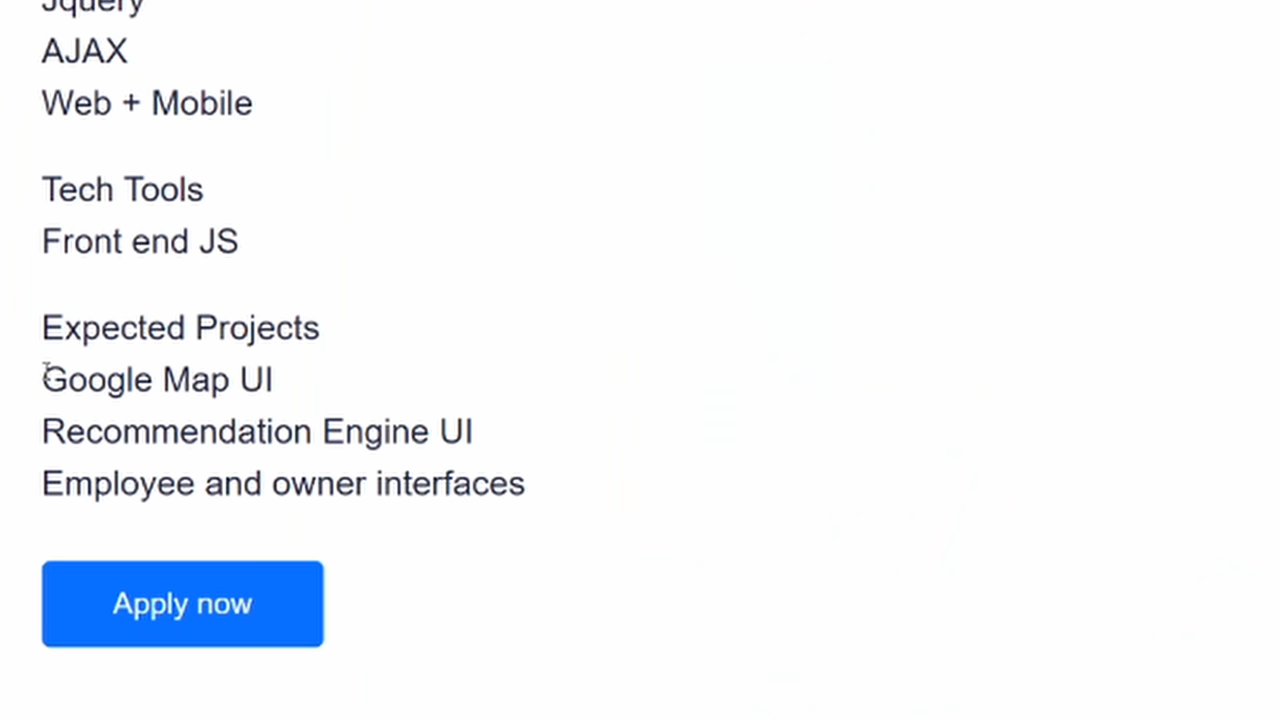 Jquery
AJAX
Web + Mobile
Tech Tools
Front end JS
Expected Projects
Google Map UI
Recommendation Engine UI
Employee and owner interfaces
Apply now